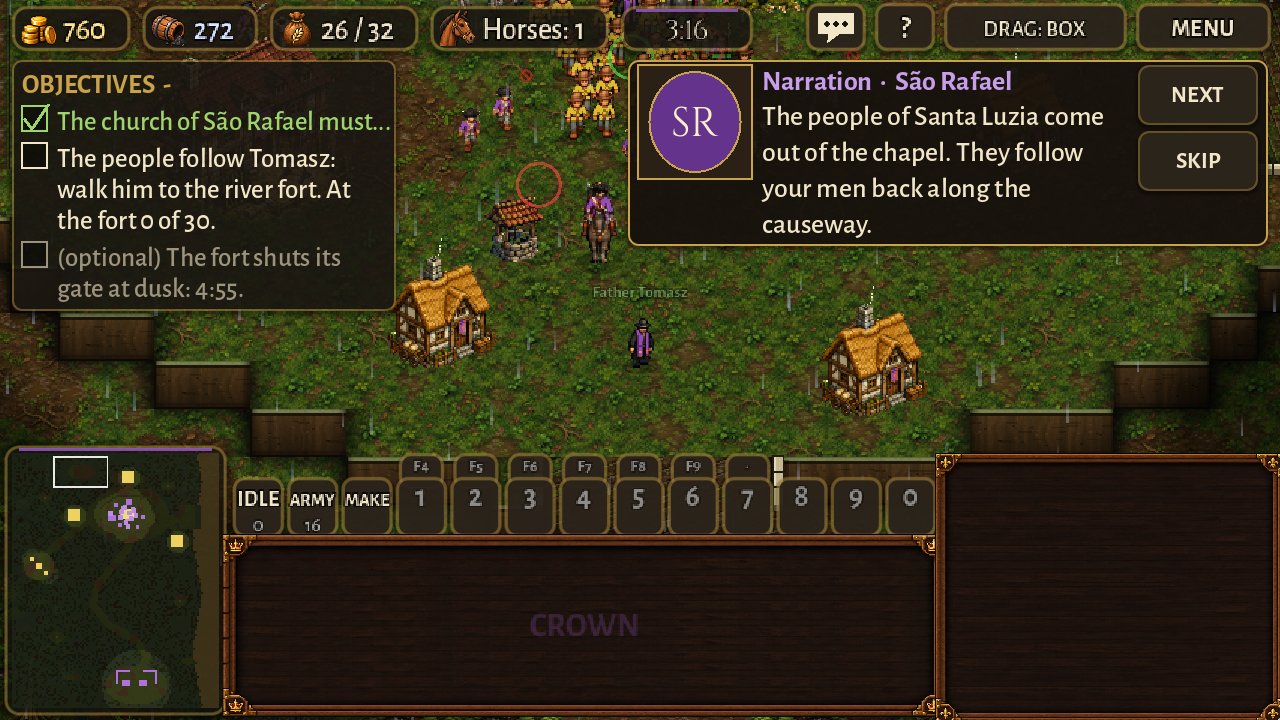 760
272
26 / 32
Horses: 1
3:16
?
DRAG: BOX
MENU
OBJECTIVES -
The church of São Rafael must...
The people follow Tomasz:
walk him to the river fort. At
the fort 0 of 30.
(optional) The fort shuts its
gate at dusk: 4:55.
SR
Narration · São Rafael
The people of Santa Luzia come
out of the chapel. They follow
your men back along the
causeway.
NEXT
SKIP
Father Tomasz
F4
F5
F6
F7
F8
F9
IDLE
0
ARMY
16
MAKE
1
2
3
4
5
6
7
8
9
0
CROWN